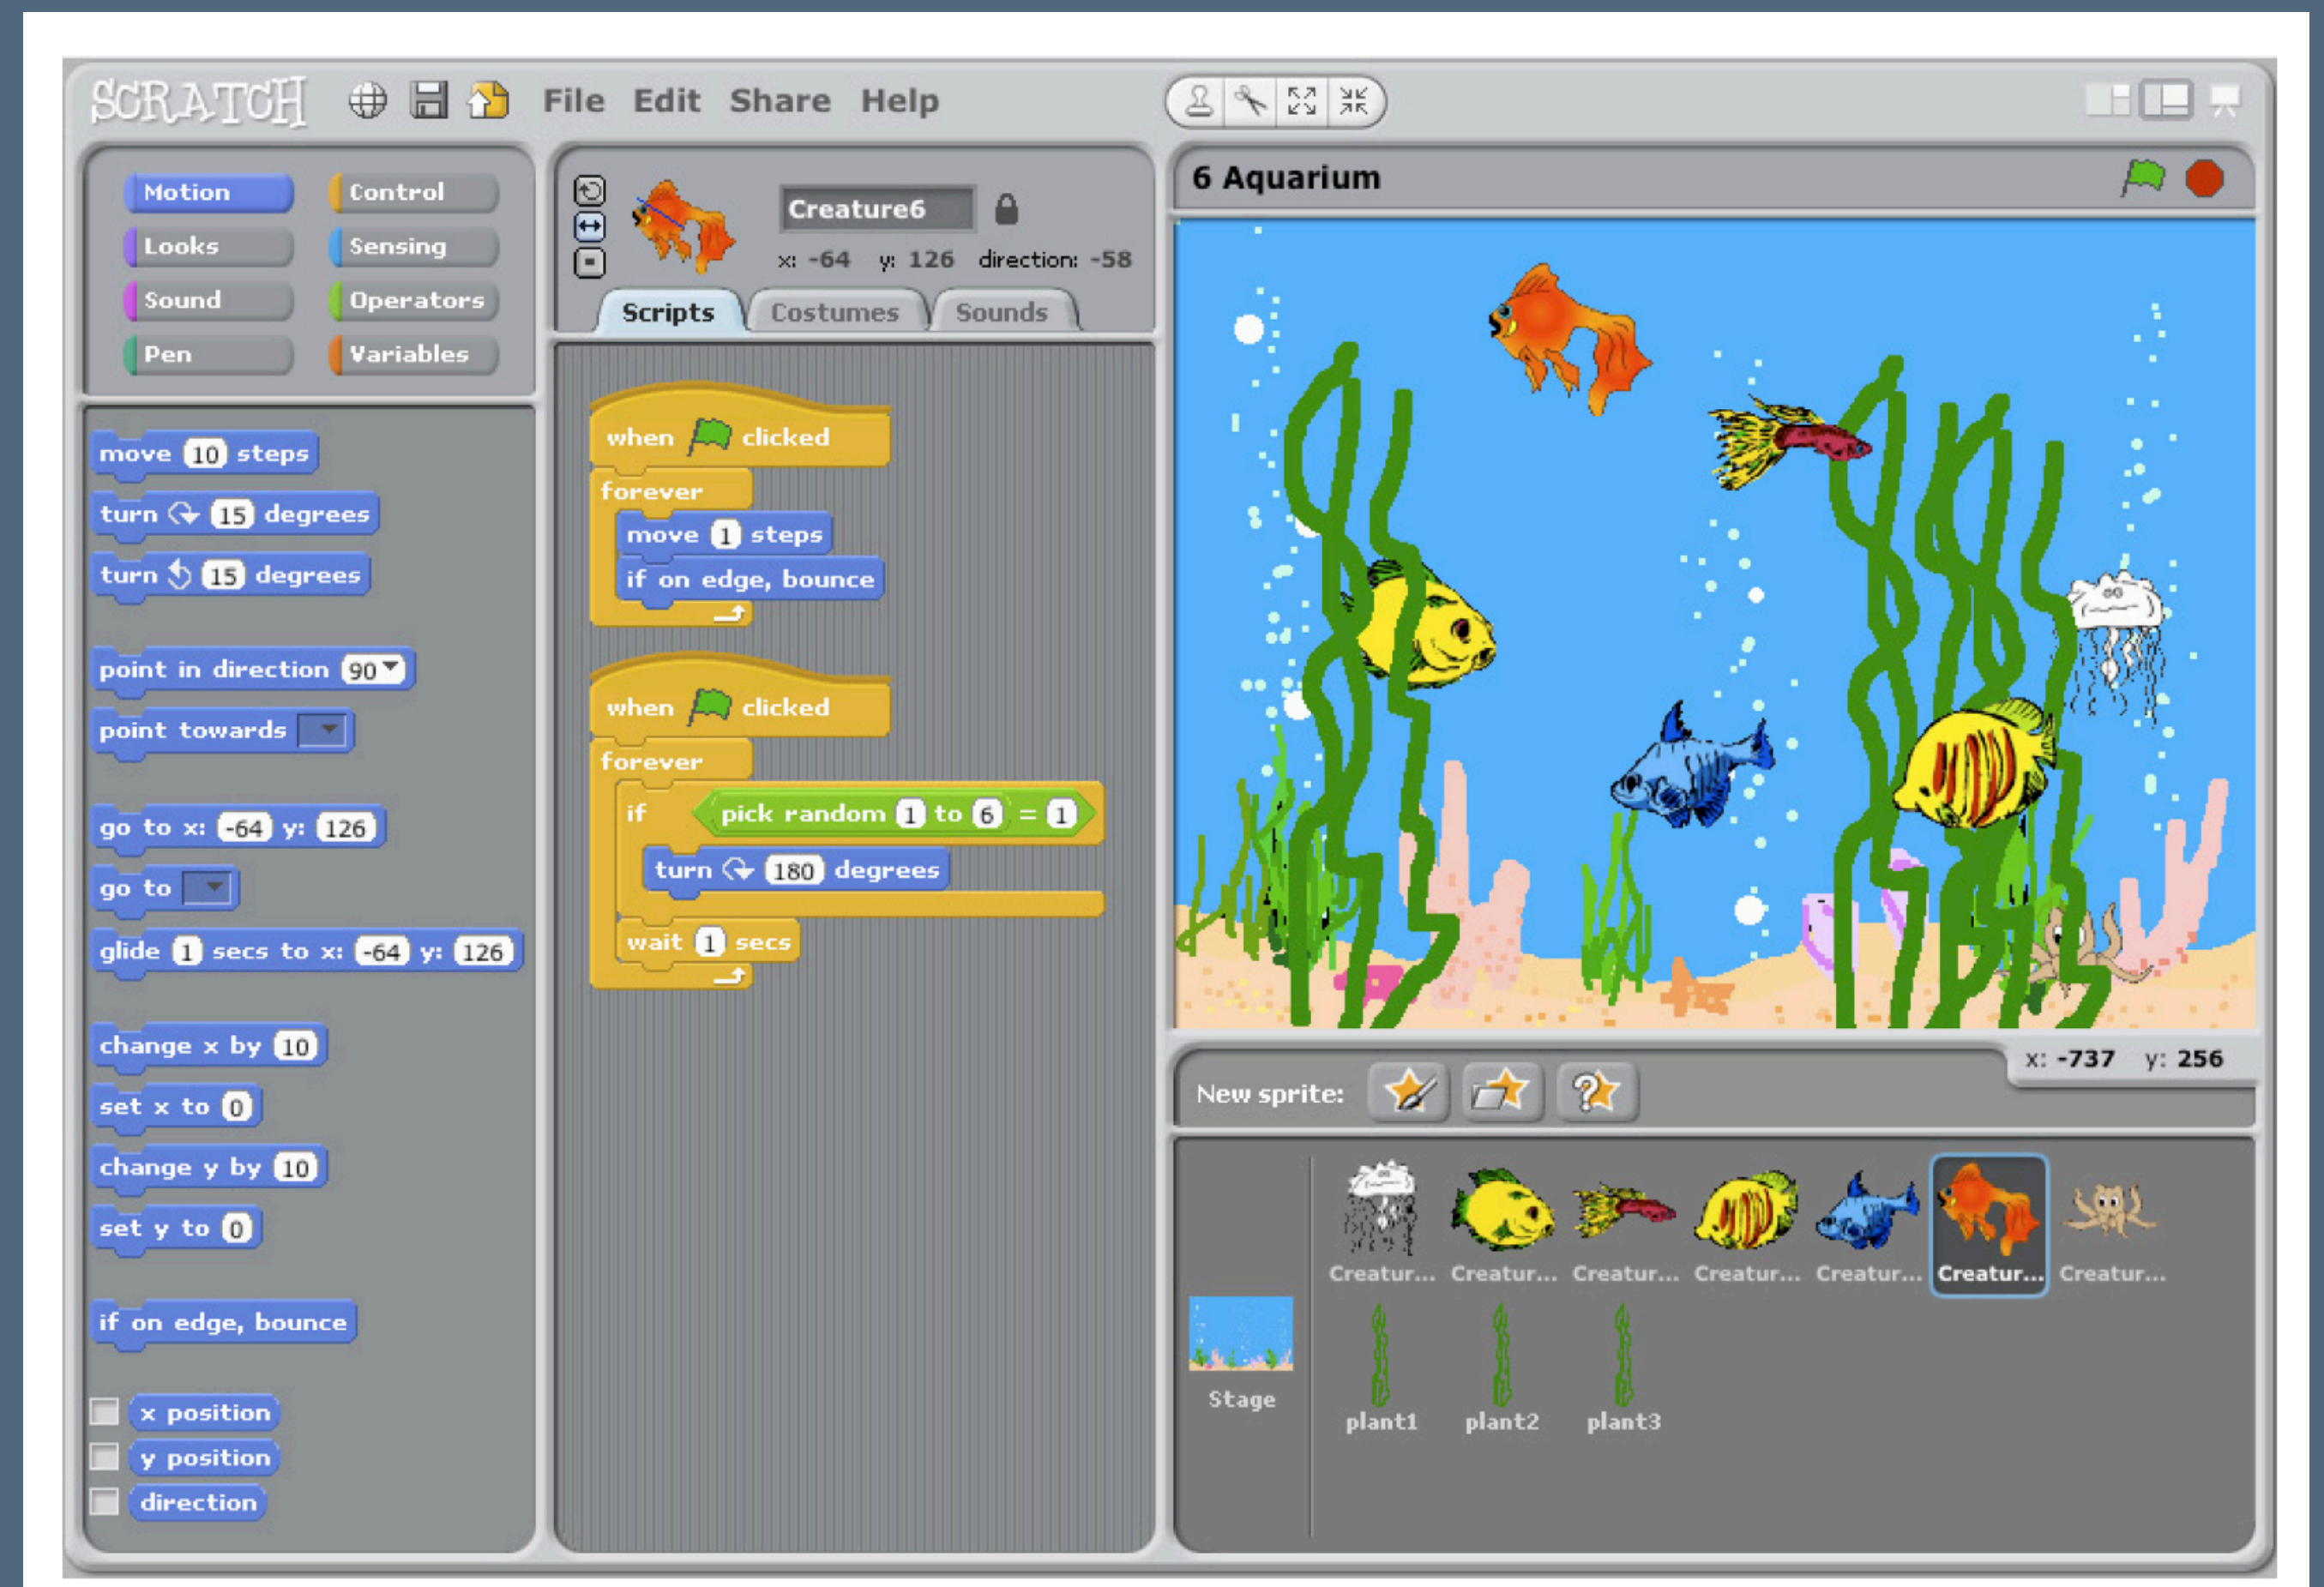 SCRATCH File Edit Share Help
Motion Control
Looks Sensing
Sound Operators
Pen Variables
move 10 steps
turn 15 degrees
turn 15 degrees
point in direction 90
point towards
go to x: -64 y: 126
go to
glide 1 secs to x: -64 y: 126
change x by 10
set x to 0
change y by 10
set y to 0
if on edge, bounce
x position
y position
direction
Creature6
x: -64 y: 126 direction: -58
Scripts Costumes Sounds
when clicked
forever
move 1 steps
if on edge, bounce
when clicked
forever
if pick random 1 to 6 = 1
turn 180 degrees
wait 1 secs
6 Aquarium
x: -737 y: 256
New sprite:
Creatur... Creatur... Creatur... Creatur... Creatur... Creatur... Creatur...
Stage
plant1 plant2 plant3